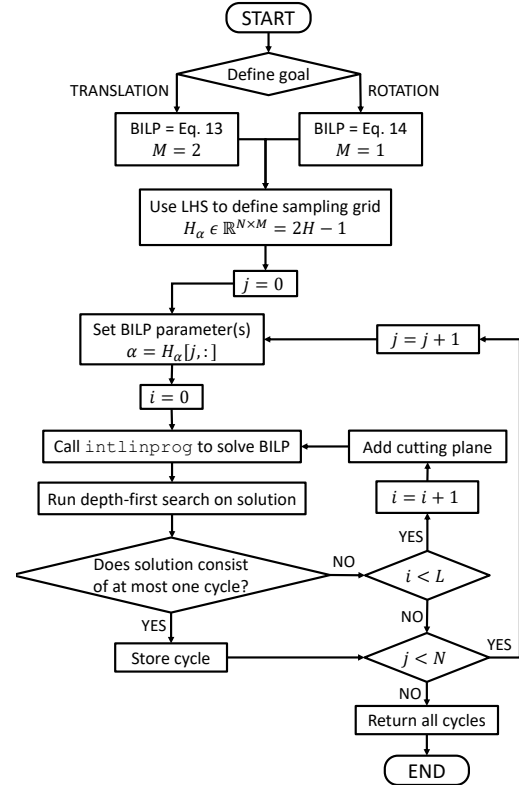 START
Define goal
TRANSLATION
ROTATION
BILP = Eq. 13
M = 2
BILP = Eq. 14
M = 1
Use LHS to define sampling grid
H_α ϵ ℝ^{N×M} = 2H − 1
j = 0
Set BILP parameter(s)
α = H_α[j, :]
j = j + 1
i = 0
Call intlinprog to solve BILP
Add cutting plane
Run depth-first search on solution
i = i + 1
YES
Does solution consist
of at most one cycle?
NO
i < L
YES
NO
Store cycle
j < N
YES
NO
Return all cycles
END